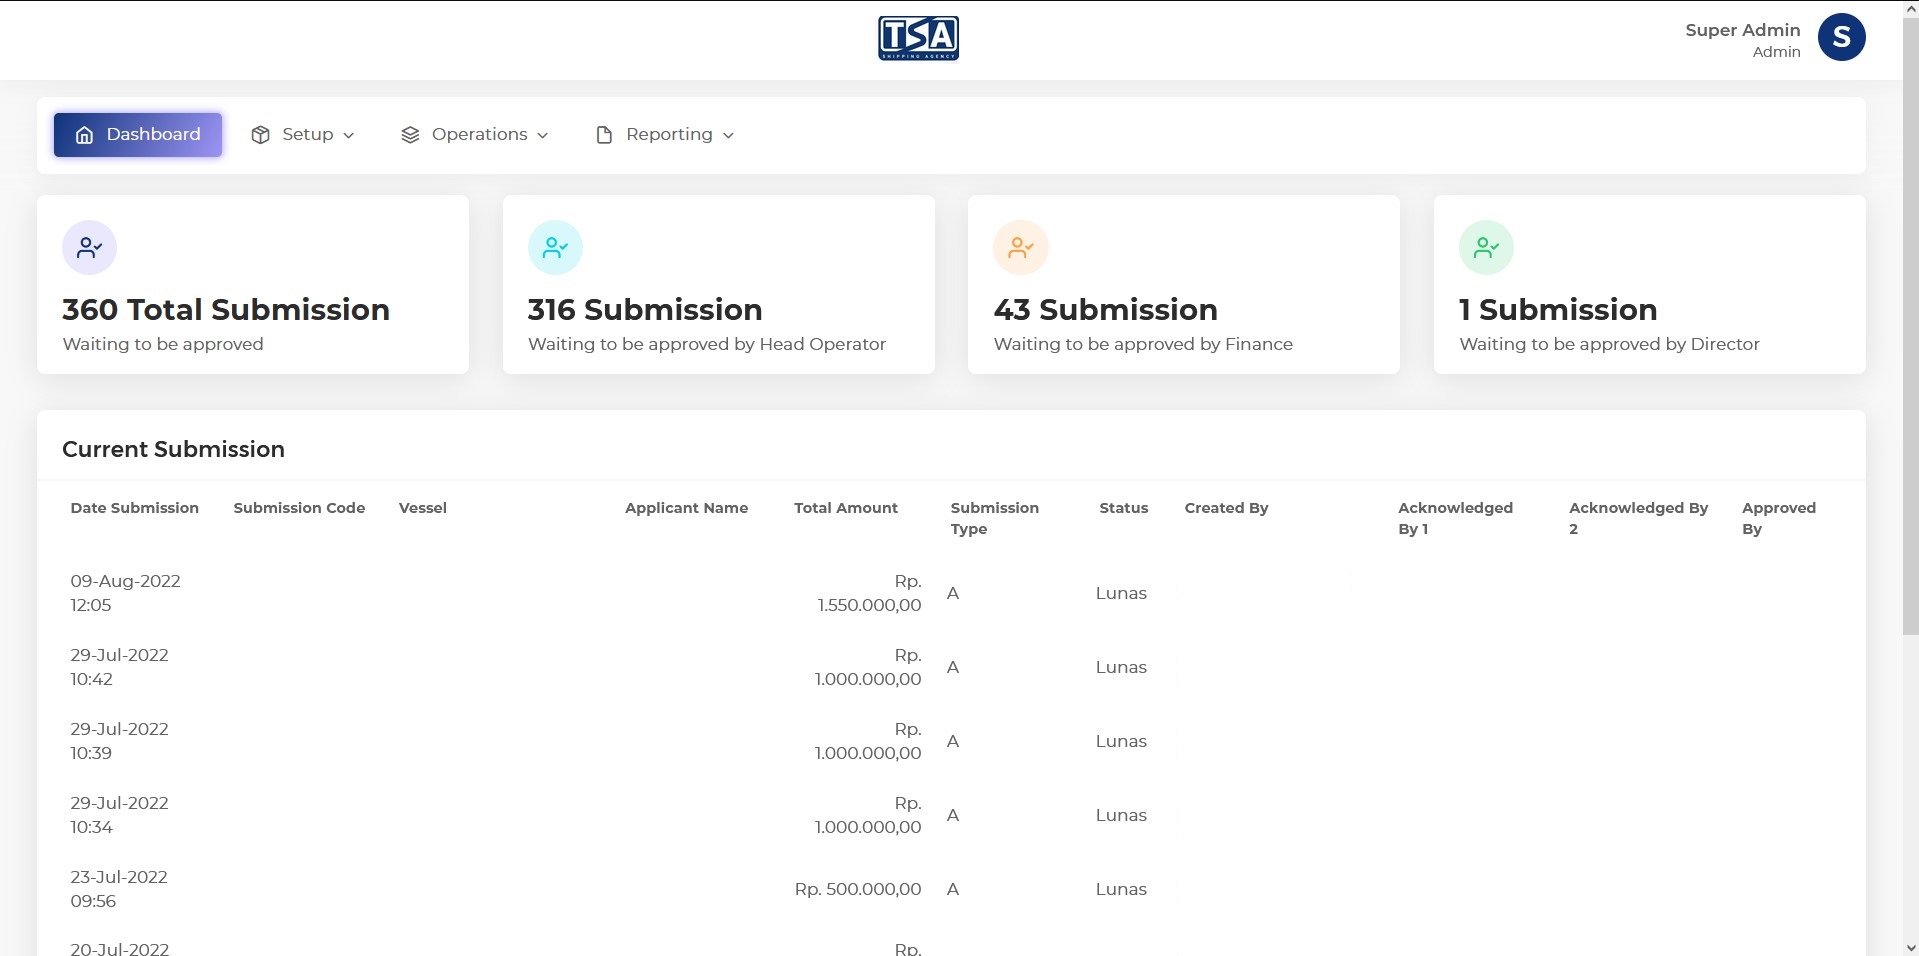 TSA
SHIPPING AGENCY
Super Admin
Admin
S
Dashboard
Setup
Operations
Reporting
360 Total Submission
Waiting to be approved
316 Submission
Waiting to be approved by Head Operator
43 Submission
Waiting to be approved by Finance
1 Submission
Waiting to be approved by Director
Current Submission
Date Submission Submission Code Vessel Applicant Name Total Amount Submission Type Status Created By Acknowledged By 1 Acknowledged By 2 Approved By
09-Aug-2022 12:05 Rp. 1.550.000,00 A Lunas
29-Jul-2022 10:42 Rp. 1.000.000,00 A Lunas
29-Jul-2022 10:39 Rp. 1.000.000,00 A Lunas
29-Jul-2022 10:34 Rp. 1.000.000,00 A Lunas
23-Jul-2022 09:56 Rp. 500.000,00 A Lunas
20-Jul-2022 Rp.